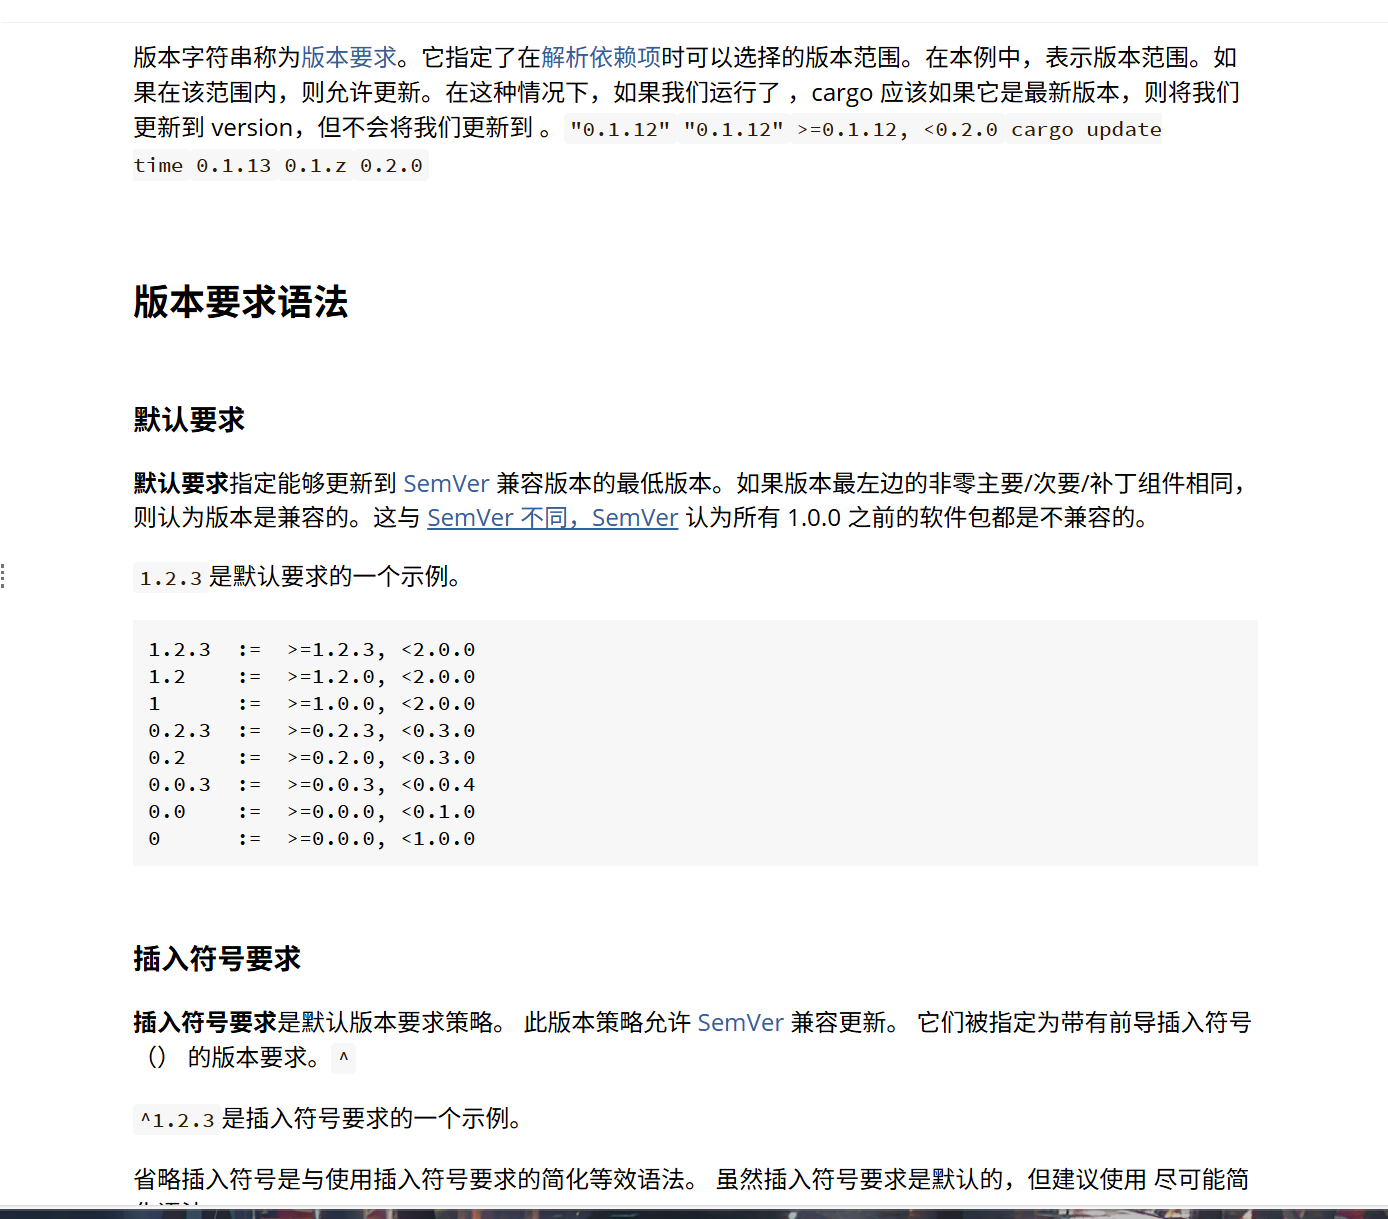 版本字符串称为版本要求。它指定了在解析依赖项时可以选择的版本范围。在本例中，表示版本范围。如
果在该范围内，则允许更新。在这种情况下，如果我们运行了 ，cargo 应该如果它是最新版本，则将我们
更新到 version，但不会将我们更新到 。 "0.1.12" "0.1.12" >=0.1.12, <0.2.0 cargo update
time 0.1.13 0.1.z 0.2.0
版本要求语法
默认要求
默认要求指定能够更新到 SemVer 兼容版本的最低版本。如果版本最左边的非零主要/次要/补丁组件相同，
则认为版本是兼容的。这与 SemVer 不同，SemVer 认为所有 1.0.0 之前的软件包都是不兼容的。
1.2.3 是默认要求的一个示例。
1.2.3  :=  >=1.2.3, <2.0.0
1.2    :=  >=1.2.0, <2.0.0
1      :=  >=1.0.0, <2.0.0
0.2.3  :=  >=0.2.3, <0.3.0
0.2    :=  >=0.2.0, <0.3.0
0.0.3  :=  >=0.0.3, <0.0.4
0.0    :=  >=0.0.0, <0.1.0
0      :=  >=0.0.0, <1.0.0
插入符号要求
插入符号要求是默认版本要求策略。 此版本策略允许 SemVer 兼容更新。 它们被指定为带有前导插入符号
（） 的版本要求。 ^
^1.2.3 是插入符号要求的一个示例。
省略插入符号是与使用插入符号要求的简化等效语法。 虽然插入符号要求是默认的，但建议使用 尽可能简